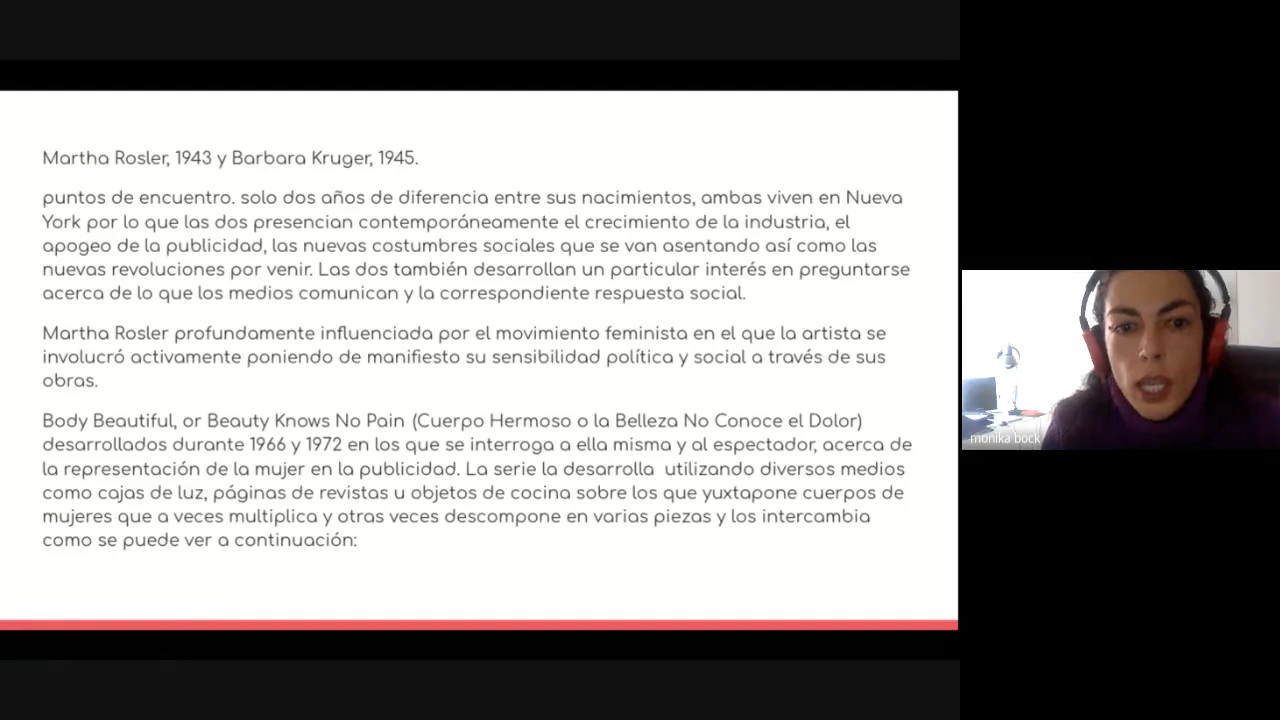 Martha Rosler, 1943 y Barbara Kruger, 1945.
puntos de encuentro. solo dos años de diferencia entre sus nacimientos, ambas viven en Nueva
York por lo que las dos presencian contemporáneamente el crecimiento de la industria, el
apogeo de la publicidad, las nuevas costumbres sociales que se van asentando así como las
nuevas revoluciones por venir. Las dos también desarrollan un particular interés en preguntarse
acerca de lo que los medios comunican y la correspondiente respuesta social.
Martha Rosler profundamente influenciada por el movimiento feminista en el que la artista se
involucró activamente poniendo de manifiesto su sensibilidad política y social a través de sus
obras.
Body Beautiful, or Beauty Knows No Pain (Cuerpo Hermoso o la Belleza No Conoce el Dolor)
desarrollados durante 1966 y 1972 en los que se interroga a ella misma y al espectador, acerca de
la representación de la mujer en la publicidad. La serie la desarrolla utilizando diversos medios
como cajas de luz, páginas de revistas u objetos de cocina sobre los que yuxtapone cuerpos de
mujeres que a veces multiplica y otras veces descompone en varias piezas y los intercambia
como se puede ver a continuación:
monika bock